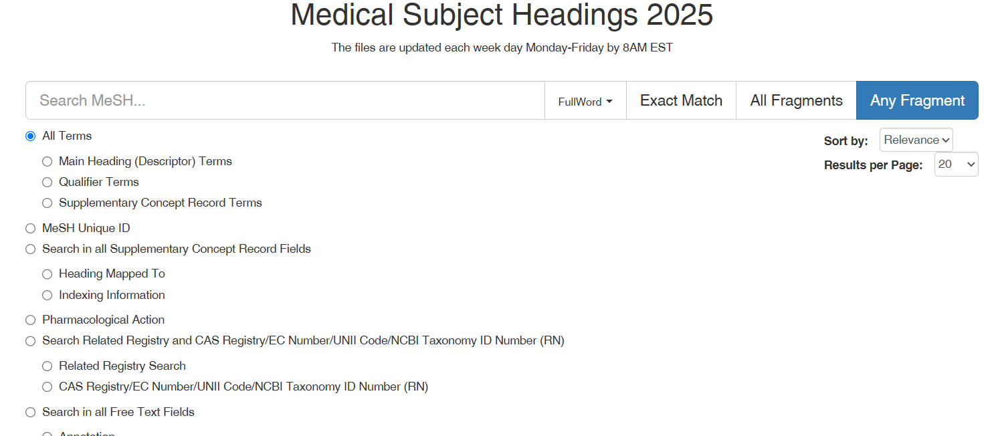 Medical Subject Headings 2025
The files are updated each week day Monday-Friday by 8AM EST
Search MeSH... FullWord Exact Match All Fragments Any Fragment
All Terms
Sort by: Relevance
Main Heading (Descriptor) Terms
Results per Page: 20
Qualifier Terms
Supplementary Concept Record Terms
MeSH Unique ID
Search in all Supplementary Concept Record Fields
Heading Mapped To
Indexing Information
Pharmacological Action
Search Related Registry and CAS Registry/EC Number/UNII Code/NCBI Taxonomy ID Number (RN)
Related Registry Search
CAS Registry/EC Number/UNII Code/NCBI Taxonomy ID Number (RN)
Search in all Free Text Fields
Annotation